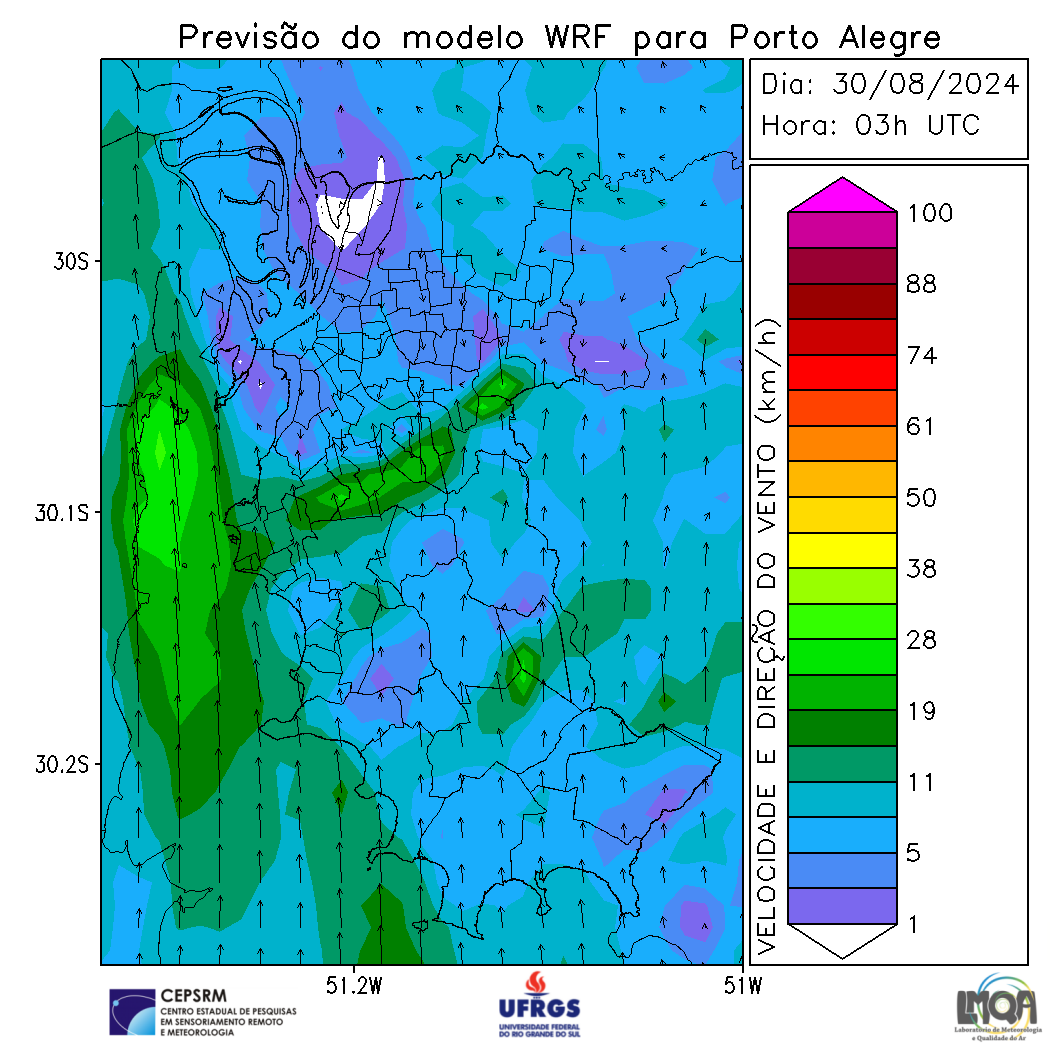 Previsão do modelo WRF para Porto Alegre
Dia: 30/08/2024
Hora: 03h UTC
30S
30.1S
30.2S
51.2W
51W
VELOCIDADE E DIREÇÃO DO VENTO (km/h)
100
88
74
61
50
38
28
19
11
5
1
CEPSRM
CENTRO ESTADUAL DE PESQUISAS
EM SENSORIAMENTO REMOTO
E METEOROLOGIA
UFRGS
UNIVERSIDADE FEDERAL
DO RIO GRANDE DO SUL
LMQA
Laboratório de Meteorologia
e Qualidade do Ar